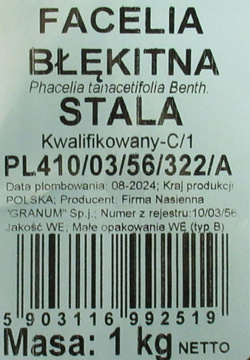 FACELIA
BŁĘKITNA
Phacelia tanacetifolia Benth.
STALA
Kwalifikowany-C/1
PL410/03/56/322/A
Data plombowania: 08-2024; Kraj produkcji
POLSKA; Producent. Firma Nasienna
"GRANUM" Sp.j.; Numer z rejestru:10/03/56
Jakość WE; Małe opakowanie WE (typ B)
5 903116 992519
Masa: 1 kg NETTO